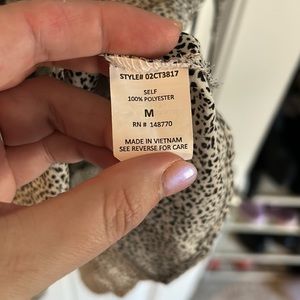 STYLE# 02CT3817
SELF
100% POLYESTER
M
RN # 148770
MADE IN VIETNAM
SEE REVERSE FOR CARE